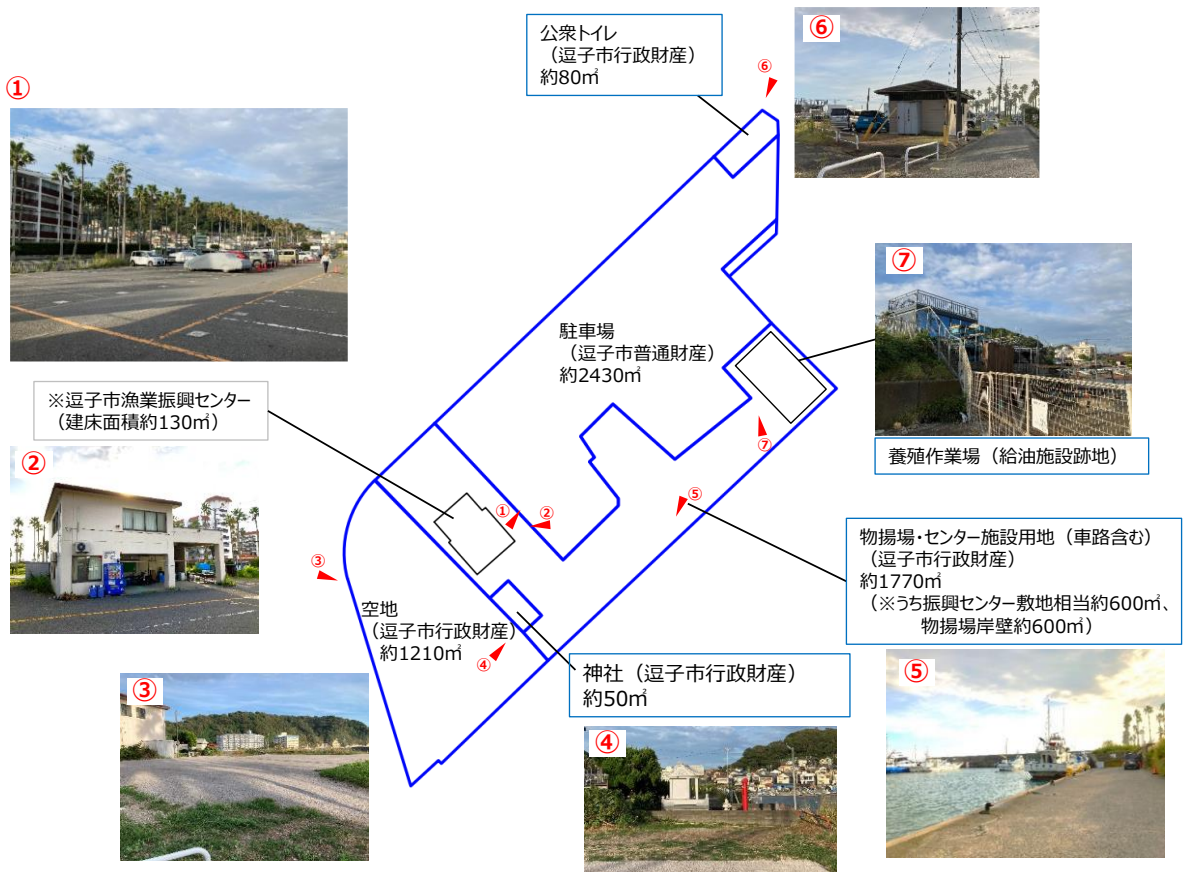 ①
公衆トイレ
（逗子市行政財産）
約80㎡
⑥
⑥
⑦
駐車場
（逗子市普通財産）
約2430㎡
※逗子市漁業振興センター
（建床面積約130㎡）
養殖作業場（給油施設跡地）
②
⑦
①
②
⑤
物揚場・センター施設用地（車路含む）
（逗子市行政財産）
約1770㎡
（※うち振興センター敷地相当約600㎡、
物揚場岸壁約600㎡）
③
空地
（逗子市行政財産）
約1210㎡
④
神社（逗子市行政財産）
約50㎡
③
④
⑤